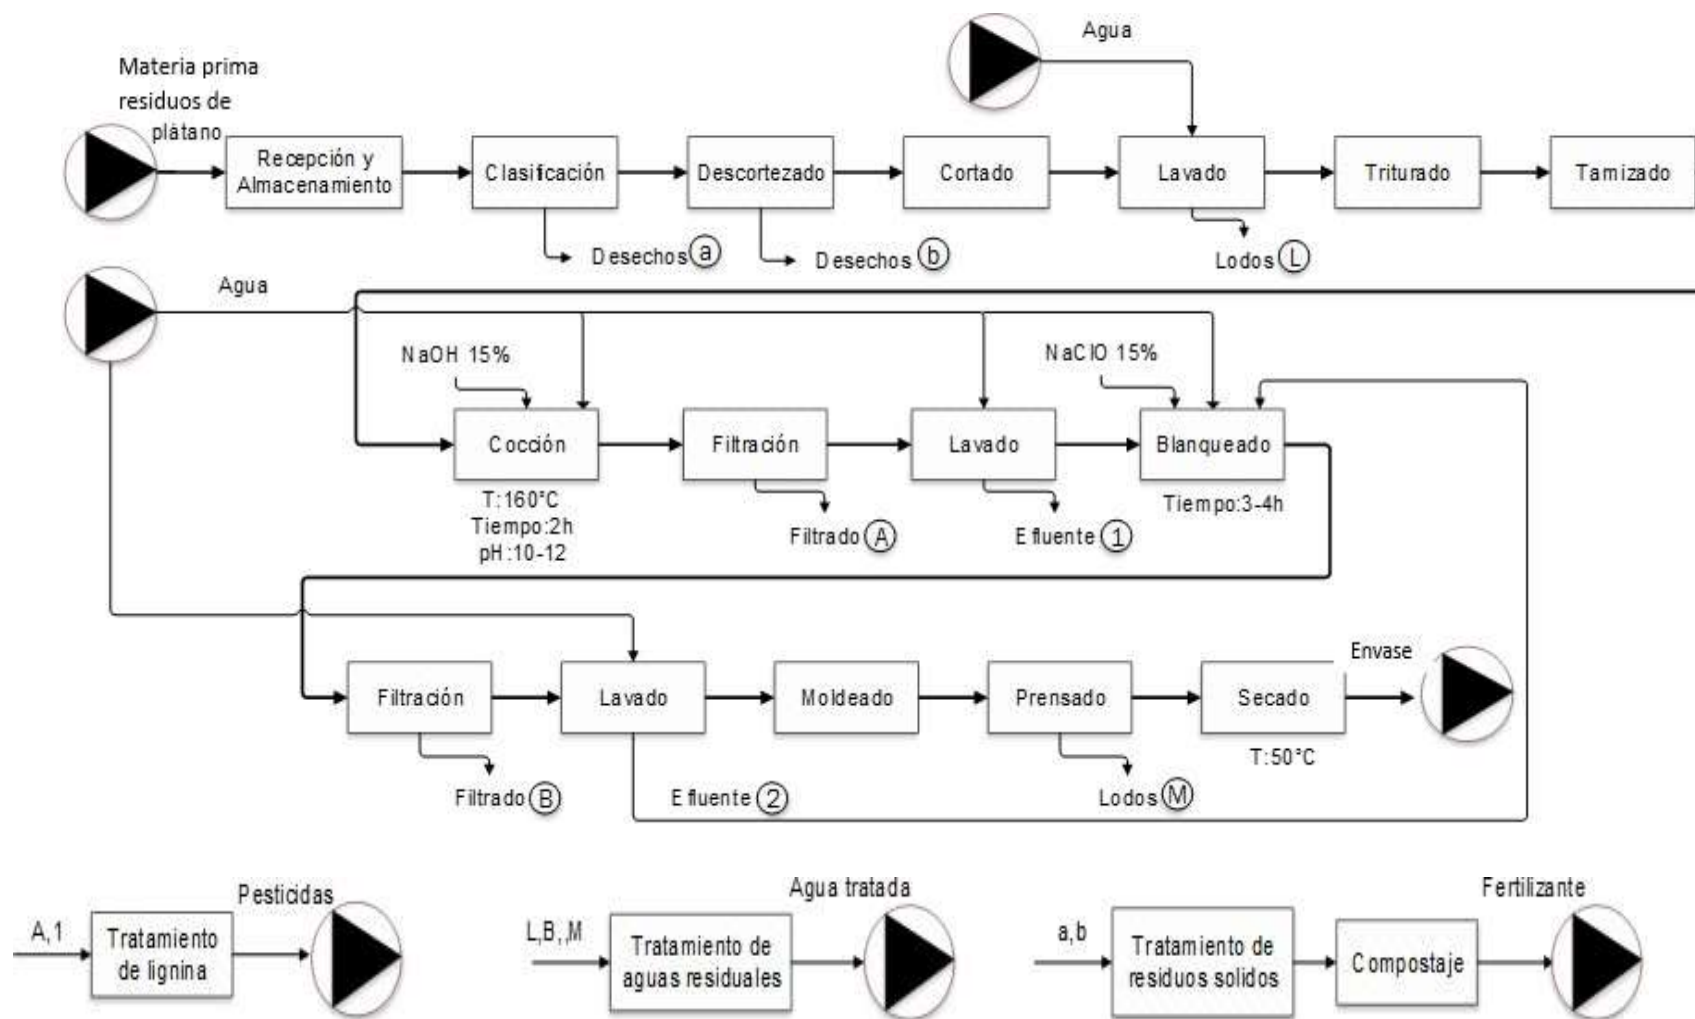 Agua
Materia prima
residuos de
plátano
Recepción y
Almacenamiento
Clasificación
Descortezado
Cortado
Lavado
Triturado
Tamizado
Desechos a
Desechos b
Lodos L
Agua
NaOH 15%
NaClO 15%
Cocción
Filtración
Lavado
Blanqueado
T:160°C
Tiempo:2h
pH:10-12
Tiempo:3-4h
Filtrado A
Efluente 1
Envase
Filtración
Lavado
Moldeado
Prensado
Secado
T:50°C
Filtrado B
Efluente 2
Lodos M
Pesticidas
A,1
Tratamiento
de lignina
Agua tratada
L,B,,M
Tratamiento de
aguas residuales
Fertilizante
a,b
Tratamiento de
residuos solidos
Compostaje